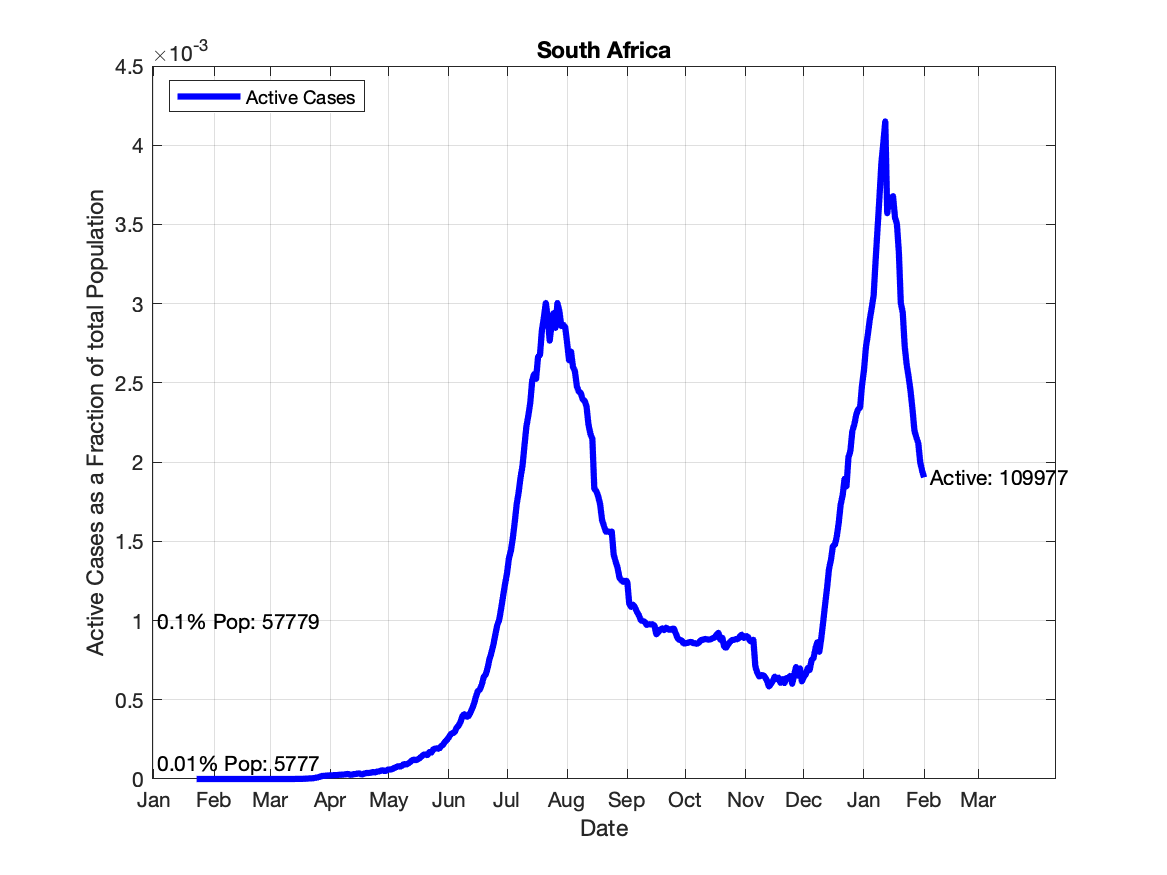 South Africa
×10-3
4.5
4
3.5
3
2.5
2
1.5
1
0.5
0
Active Cases as a Fraction of total Population
Active Cases
Active: 109977
0.1% Pop: 57779
0.01% Pop: 5777
Jan Feb Mar Apr May Jun Jul Aug Sep Oct Nov Dec Jan Feb Mar
Date